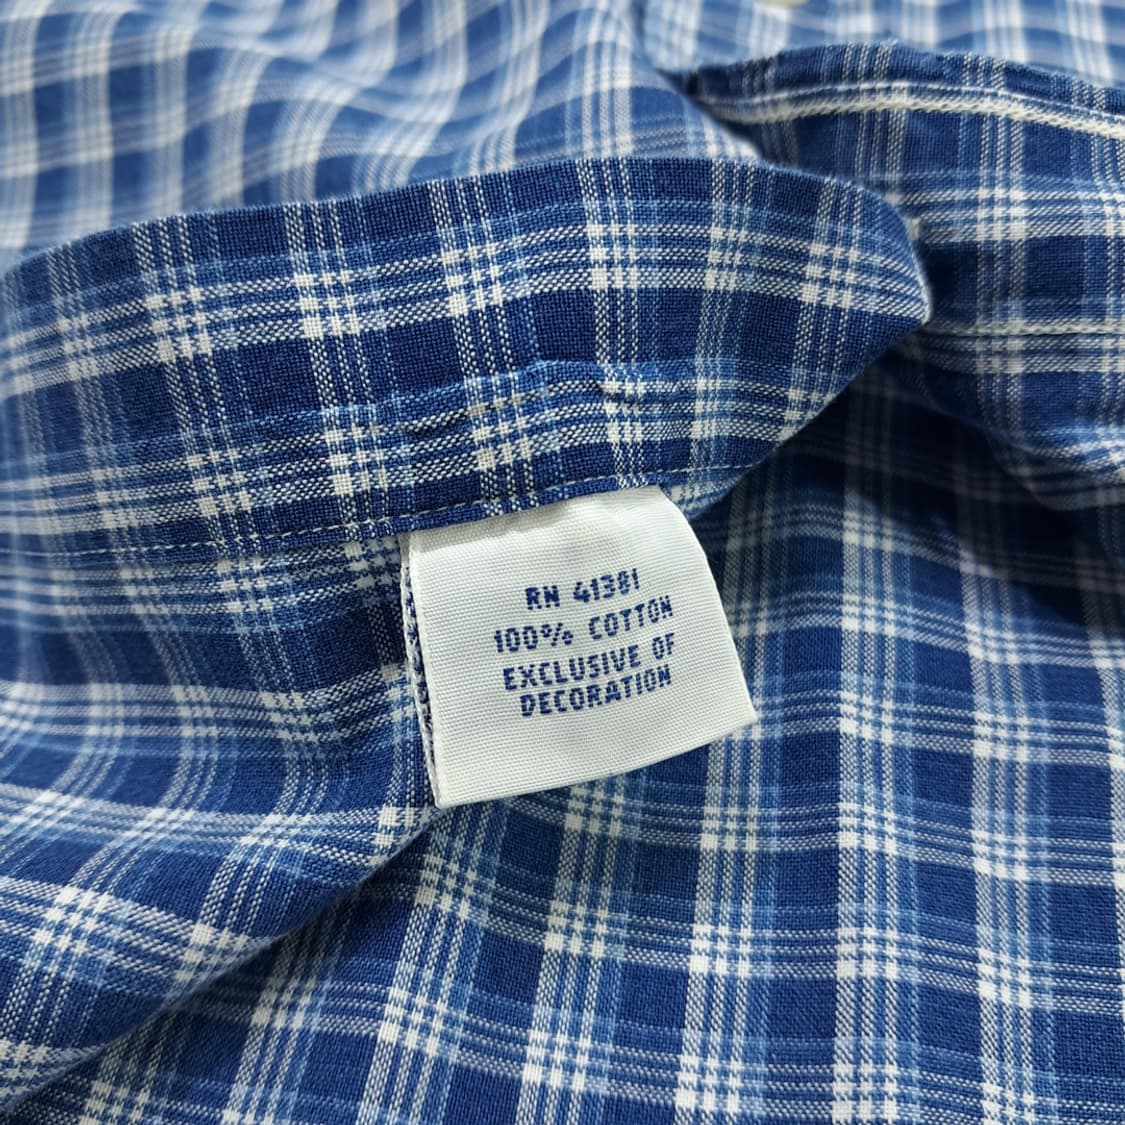 RN 41381
100% COTTON
EXCLUSIVE OF
DECORATION